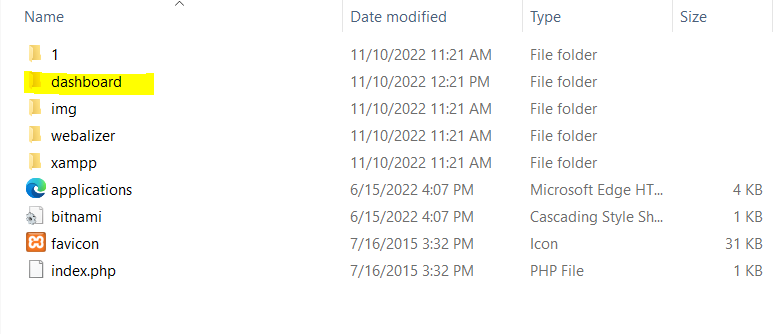 Name Date modified Type Size
1 11/10/2022 11:21 AM File folder
dashboard 11/10/2022 12:21 PM File folder
img 11/10/2022 11:21 AM File folder
webalizer 11/10/2022 11:21 AM File folder
xampp 11/10/2022 11:21 AM File folder
applications 6/15/2022 4:07 PM Microsoft Edge HT... 4 KB
bitnami 6/15/2022 4:07 PM Cascading Style Sh... 1 KB
favicon 7/16/2015 3:32 PM Icon 31 KB
index.php 7/16/2015 3:32 PM PHP File 1 KB